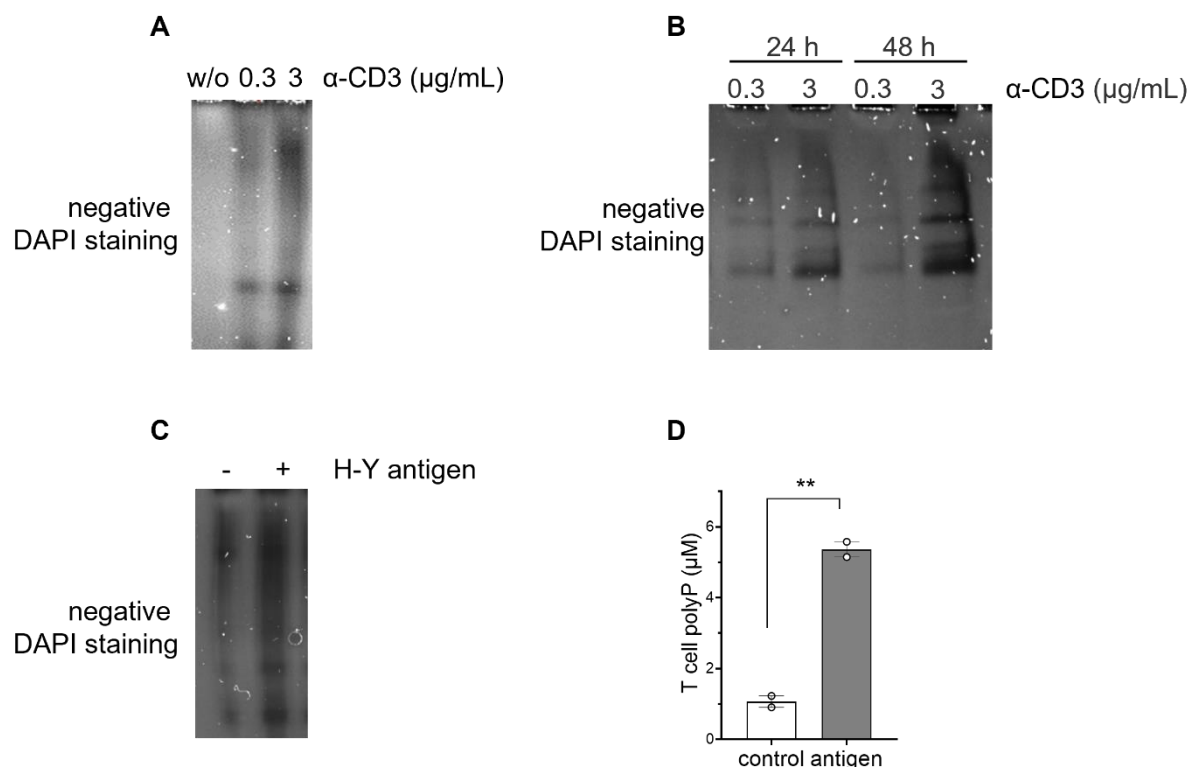 A
w/o 0.3 3 α-CD3 (µg/mL)
negative
DAPI staining
B
24 h 48 h
0.3 3 0.3 3 α-CD3 (µg/mL)
negative
DAPI staining
C
- + H-Y antigen
negative
DAPI staining
D
**
T cell polyP (µM)
6
4
2
0
control antigen